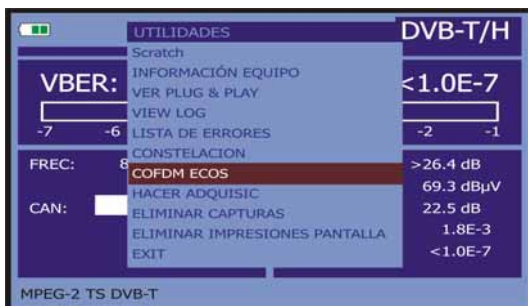 UTILIDADES
DVB-T/H
Scratch
INFORMACIÓN EQUIPO
VBER:
<1.0E-7
VER PLUG & PLAY
VIEW LOG
-7 -6
LISTA DE ERRORES
-2 -1
CONSTELACION
FREC: 8
>26.4 dB
COFDM ECOS
69.3 dBµV
HACER ADQUISIC
CAN:
22.5 dB
ELIMINAR CAPTURAS
1.8E-3
ELIMINAR IMPRESIONES PANTALLA
EXIT
<1.0E-7
MPEG-2 TS DVB-T